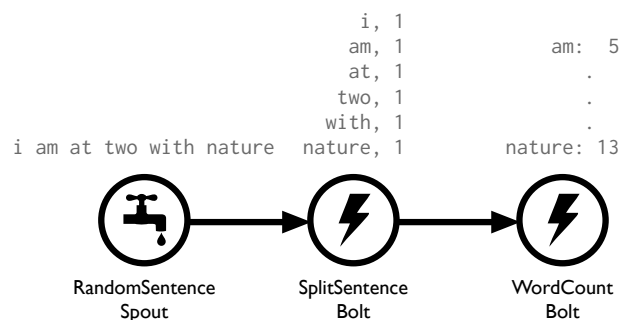 i, 1
am, 1
at, 1
two, 1
with, 1
nature, 1
am: 5
.
.
.
nature: 13
i am at two with nature
RandomSentence
Spout
SplitSentence
Bolt
WordCount
Bolt